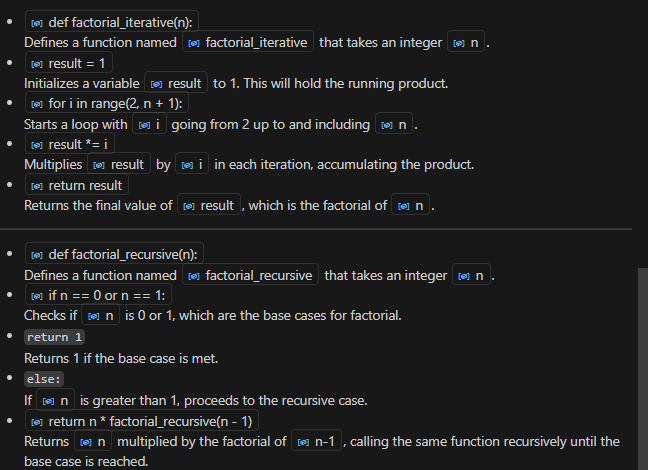 def factorial_iterative(n):
Defines a function named factorial_iterative that takes an integer n .
result = 1
Initializes a variable result to 1. This will hold the running product.
for i in range(2, n + 1):
Starts a loop with i going from 2 up to and including n .
result *= i
Multiplies result by i in each iteration, accumulating the product.
return result
Returns the final value of result , which is the factorial of n .
def factorial_recursive(n):
Defines a function named factorial_recursive that takes an integer n .
if n == 0 or n == 1:
Checks if n is 0 or 1, which are the base cases for factorial.
return 1
Returns 1 if the base case is met.
else:
If n is greater than 1, proceeds to the recursive case.
return n * factorial_recursive(n - 1)
Returns n multiplied by the factorial of n-1 , calling the same function recursively until the
base case is reached.